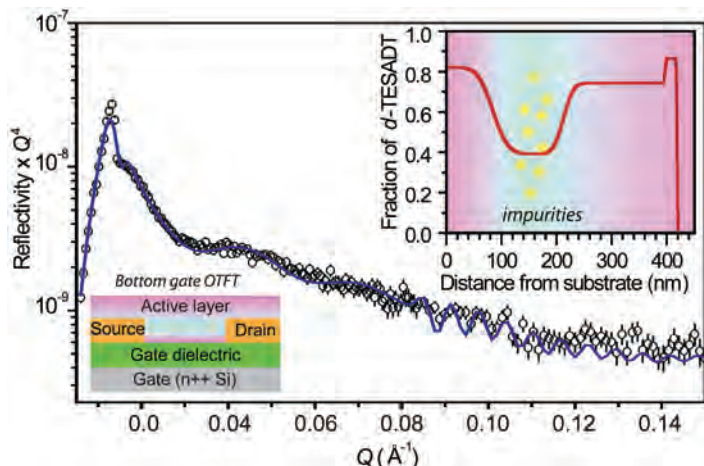 10⁻⁷
10⁻⁸
10⁻⁹
Reflectivity x Q⁴
0.0 0.02 0.04 0.06 0.08 0.10 0.12 0.14
Q (Å⁻¹)
Bottom gate OTFT
Active layer
Source Drain
Gate dielectric
Gate (n++ Si)
1.0
0.8
0.6
0.4
0.2
0.0
Fraction of d-TESADT
impurities
0 100 200 300 400
Distance from substrate (nm)